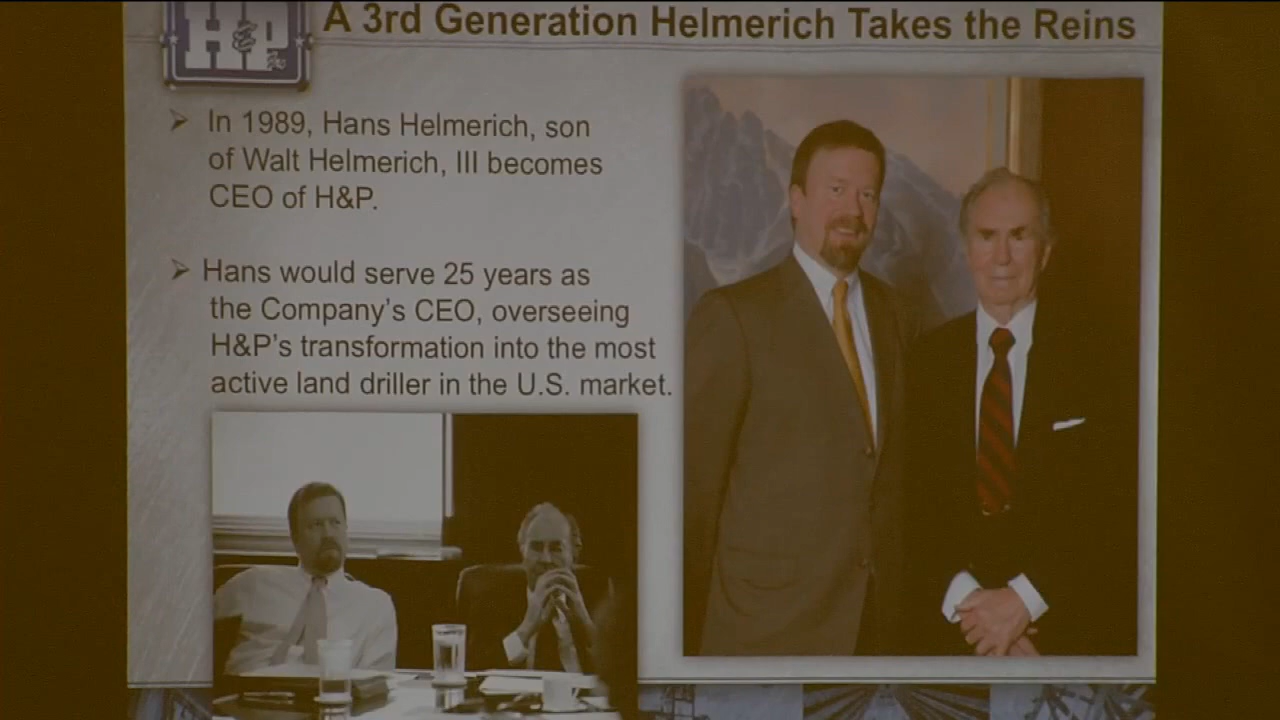 H&P Inc
A 3rd Generation Helmerich Takes the Reins
In 1989, Hans Helmerich, son
of Walt Helmerich, III becomes
CEO of H&P.
Hans would serve 25 years as
the Company's CEO, overseeing
H&P's transformation into the most
active land driller in the U.S. market.